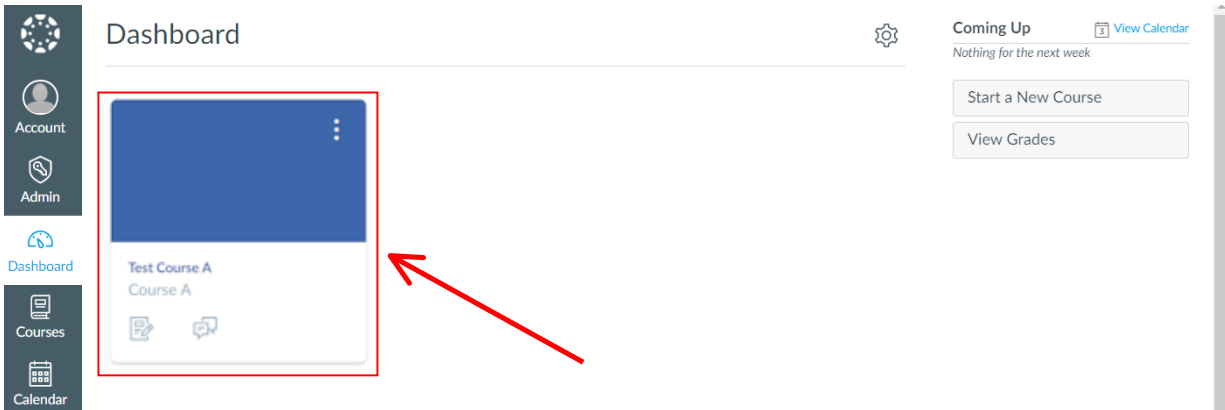 Account
Admin
Dashboard
Courses
Calendar
Dashboard
Test Course A
Course A
Coming Up
3 View Calendar
Nothing for the next week
Start a New Course
View Grades